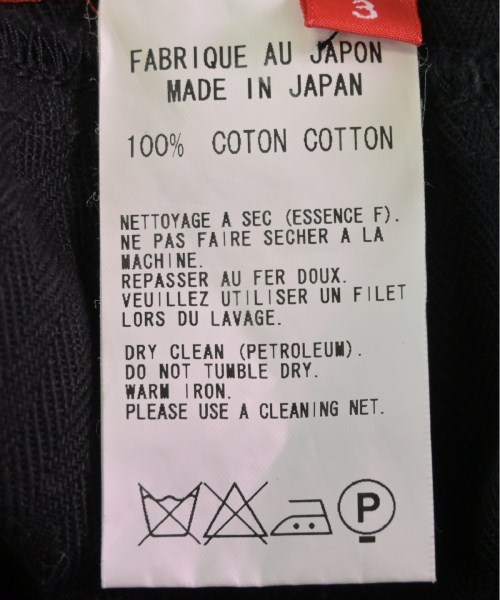 3
FABRIQUE AU JAPON
MADE IN JAPAN
100% COTON COTTON
NETTOYAGE A SEC (ESSENCE F).
NE PAS FAIRE SECHER A LA
MACHINE.
REPASSER AU FER DOUX.
VEUILLEZ UTILISER UN FILET
LORS DU LAVAGE.
DRY CLEAN (PETROLEUM).
DO NOT TUMBLE DRY.
WARM IRON.
PLEASE USE A CLEANING NET.
P